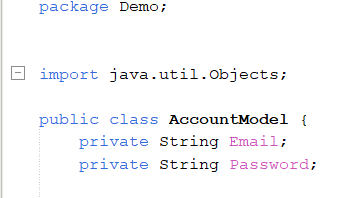 package Demo;
import java.util.Objects;
public class AccountModel {
private String Email;
private String Password;